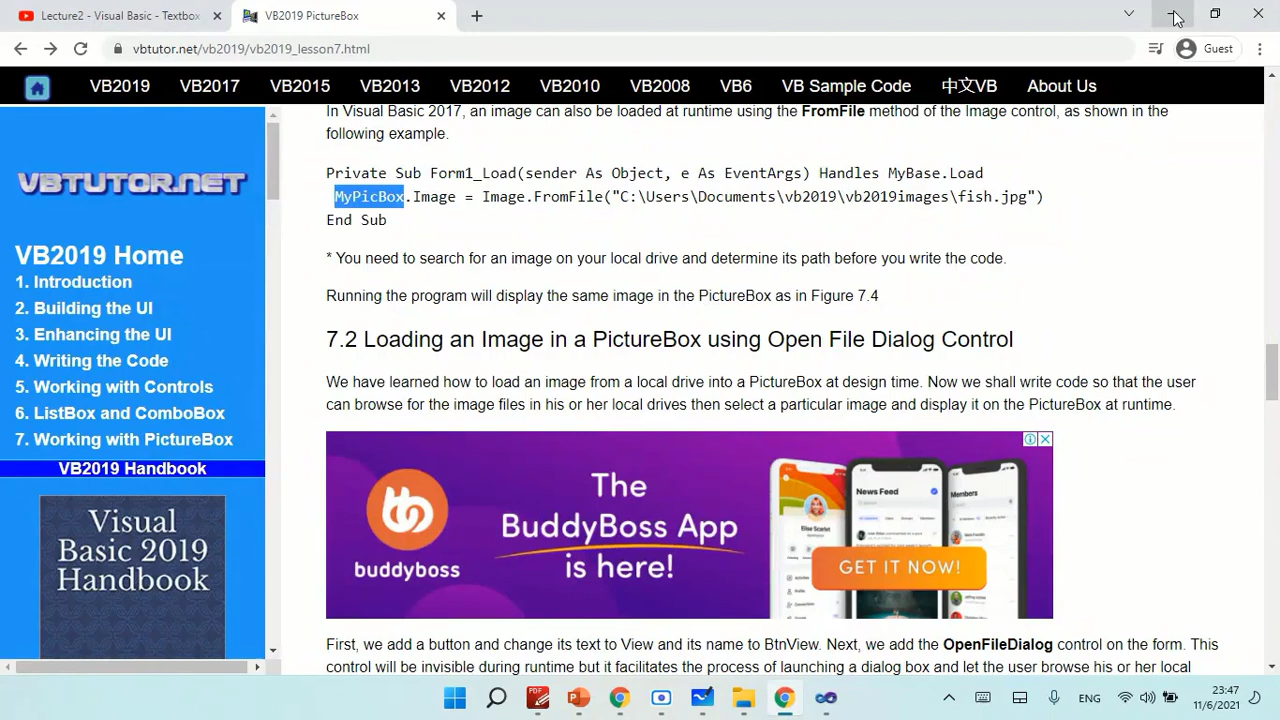 Lecture2 - Visual Basic - Textbox
VB2019 PictureBox
vbtutor.net/vb2019/vb2019_lesson7.html
Guest
VB2019 VB2017 VB2015 VB2013 VB2012 VB2010 VB2008 VB6 VB Sample Code 中文VB About Us
VBTUTOR.NET
VB2019 Home
1. Introduction
2. Building the UI
3. Enhancing the UI
4. Writing the Code
5. Working with Controls
6. ListBox and ComboBox
7. Working with PictureBox
VB2019 Handbook
Visual
Basic 2019
Handbook
In Visual Basic 2017, an image can also be loaded at runtime using the FromFile method of the Image control, as shown in the
following example.
Private Sub Form1_Load(sender As Object, e As EventArgs) Handles MyBase.Load
MyPicBox.Image = Image.FromFile("C:\Users\Documents\vb2019\vb2019images\fish.jpg")
End Sub
* You need to search for an image on your local drive and determine its path before you write the code.
Running the program will display the same image in the PictureBox as in Figure 7.4
7.2 Loading an Image in a PictureBox using Open File Dialog Control
We have learned how to load an image from a local drive into a PictureBox at design time. Now we shall write code so that the user
can browse for the image files in his or her local drives then select a particular image and display it on the PictureBox at runtime.
buddyboss
The
BuddyBoss App
is here!
News Feed
Members
Elise Scarlet
GET IT NOW!
First, we add a button and change its text to View and its name to BtnView. Next, we add the OpenFileDialog control on the form. This
control will be invisible during runtime but it facilitates the process of launching a dialog box and let the user browse his or her local
PDF
ENG
23:47
11/6/2021